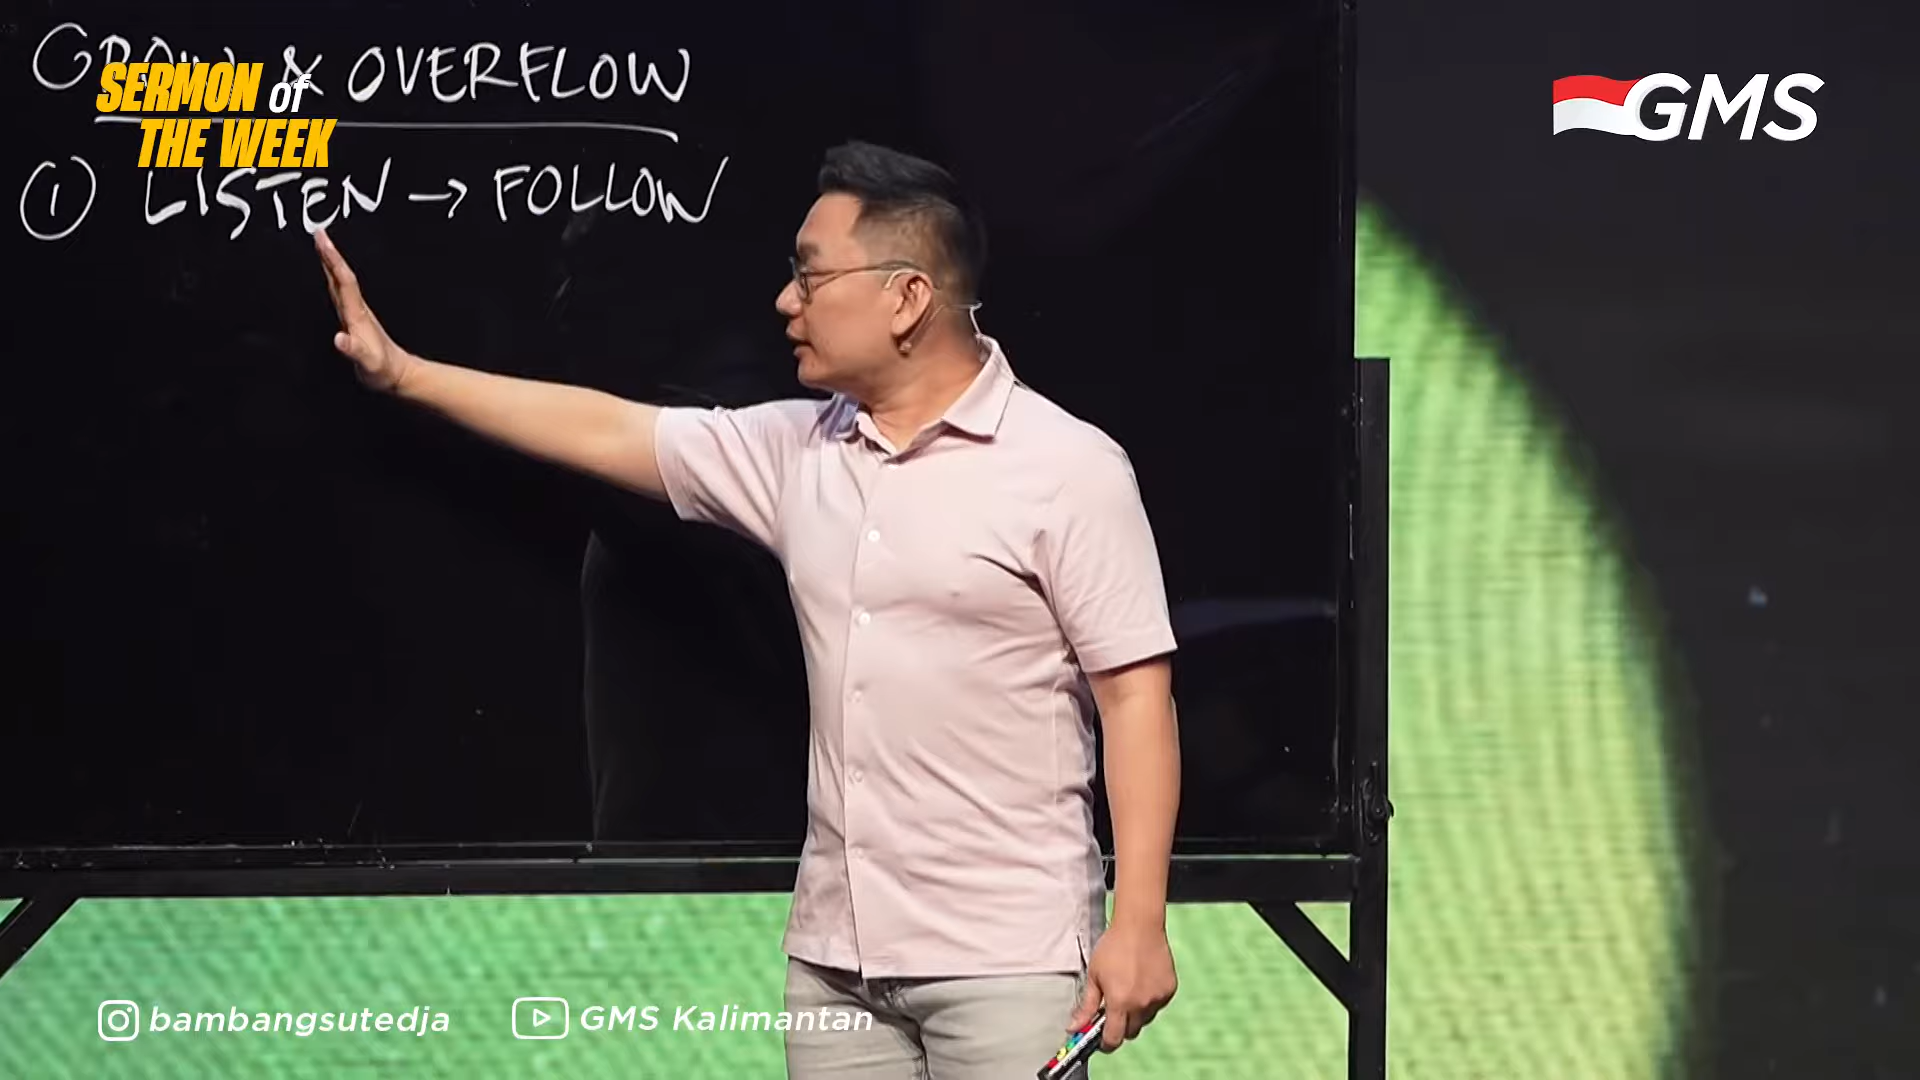 GROW & OVERFLOW
SERMON of
THE WEEK
① LISTEN → FOLLOW
GMS
bambangsutedja
GMS Kalimantan